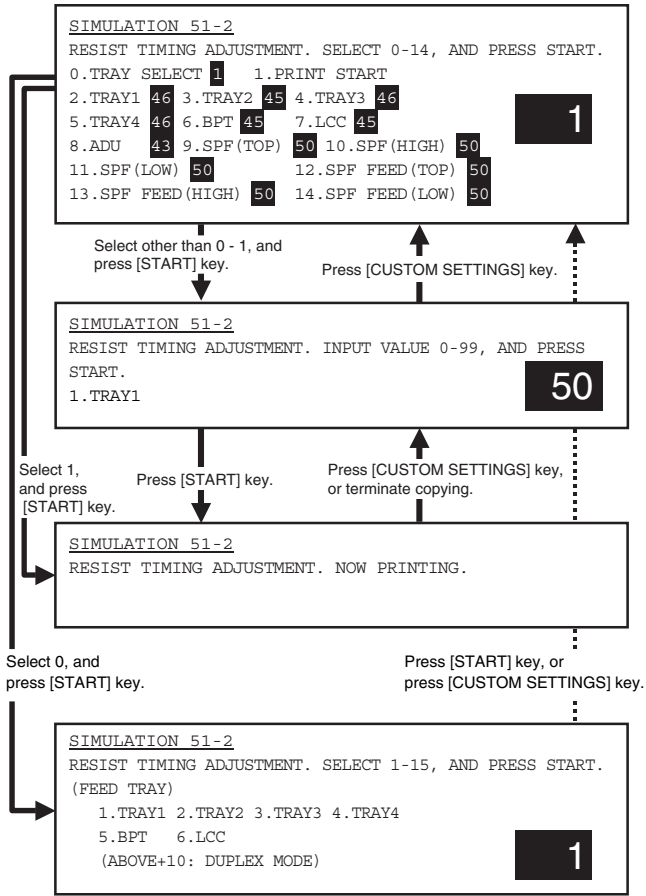 SIMULATION 51-2
RESIST TIMING ADJUSTMENT. SELECT 0-14, AND PRESS START.
0.TRAY SELECT 1 1.PRINT START
2.TRAY1 46 3.TRAY2 45 4.TRAY3 46
5.TRAY4 46 6.BPT 45 7.LCC 45
1
8.ADU 43 9.SPF(TOP) 50 10.SPF(HIGH) 50
11.SPF(LOW) 50 12.SPF FEED(TOP) 50
13.SPF FEED(HIGH) 50 14.SPF FEED(LOW) 50
Select other than 0 - 1, and
press [START] key.
Press [CUSTOM SETTINGS] key.
SIMULATION 51-2
RESIST TIMING ADJUSTMENT. INPUT VALUE 0-99, AND PRESS
START.
1.TRAY1
50
Select 1,
and press
[START] key.
Press [START] key.
Press [CUSTOM SETTINGS] key,
or terminate copying.
SIMULATION 51-2
RESIST TIMING ADJUSTMENT. NOW PRINTING.
Select 0, and
press [START] key.
Press [START] key, or
press [CUSTOM SETTINGS] key.
SIMULATION 51-2
RESIST TIMING ADJUSTMENT. SELECT 1-15, AND PRESS START.
(FEED TRAY)
1.TRAY1 2.TRAY2 3.TRAY3 4.TRAY4
5.BPT 6.LCC
(ABOVE+10: DUPLEX MODE)
1